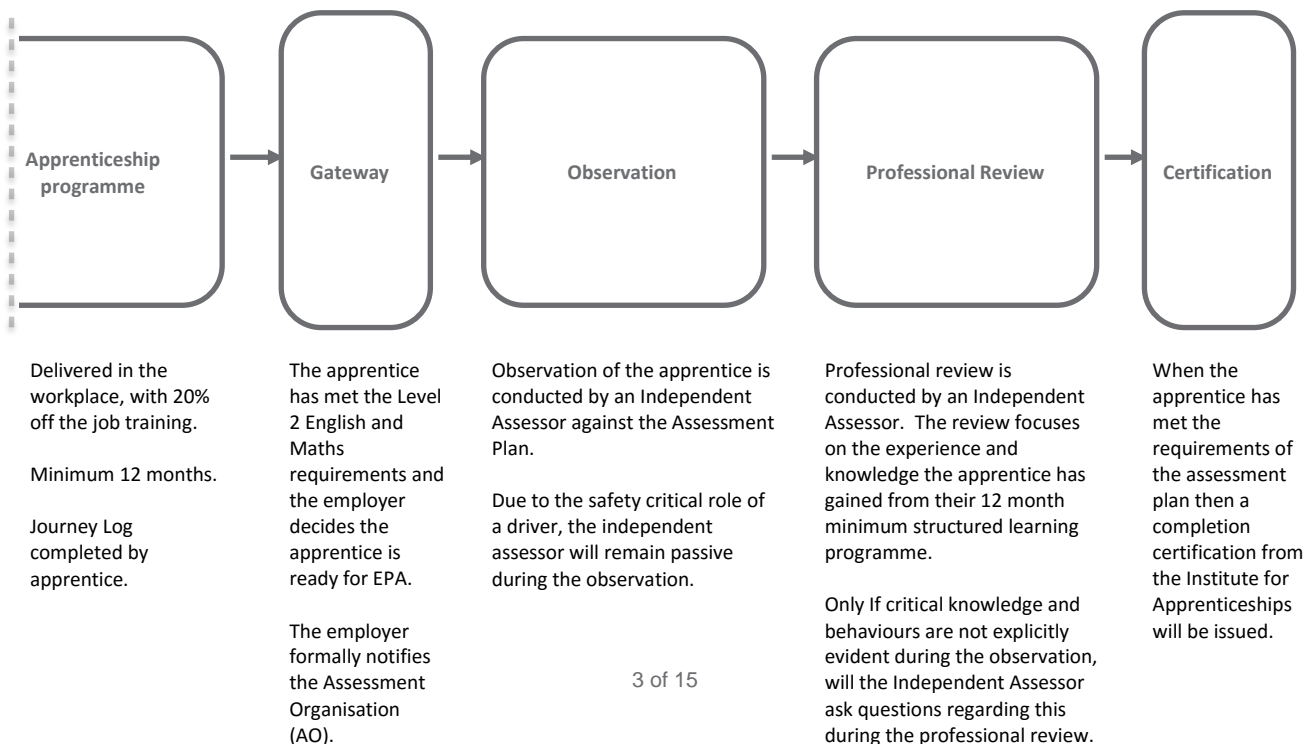 Apprenticeship
programme
Gateway
Observation
Professional Review
Certification
Delivered in the
workplace, with 20%
off the job training.
Minimum 12 months.
Journey Log
completed by
apprentice.
The apprentice
has met the Level
2 English and
Maths
requirements and
the employer
decides the
apprentice is
ready for EPA.
The employer
formally notifies
the Assessment
Organisation
(AO).
Observation of the apprentice is
conducted by an Independent
Assessor against the Assessment
Plan.
Due to the safety critical role of
a driver, the independent
assessor will remain passive
during the observation.
Professional review is
conducted by an Independent
Assessor.  The review focuses
on the experience and
knowledge the apprentice has
gained from their 12 month
minimum structured learning
programme.
Only If critical knowledge and
behaviours are not explicitly
evident during the observation,
will the Independent Assessor
ask questions regarding this
during the professional review.
When the
apprentice has
met the
requirements of
the assessment
plan then a
completion
certification from
the Institute for
Apprenticeships
will be issued.
3 of 15